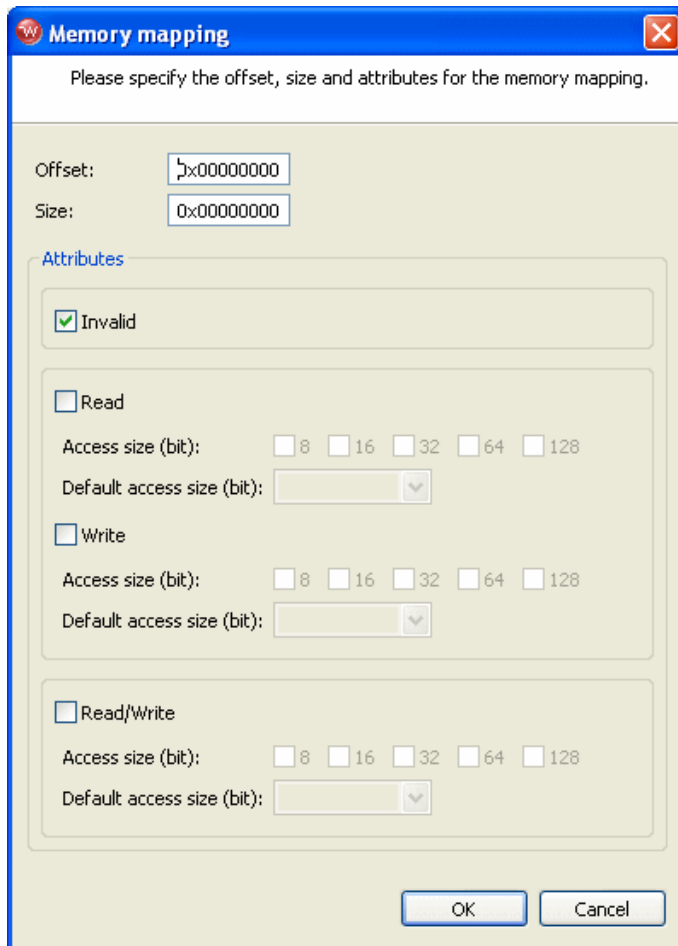 Memory mapping
Please specify the offset, size and attributes for the memory mapping.
Offset: 0x00000000
Size: 0x00000000
Attributes
Invalid
Read
Access size (bit): 8 16 32 64 128
Default access size (bit):
Write
Access size (bit): 8 16 32 64 128
Default access size (bit):
Read/Write
Access size (bit): 8 16 32 64 128
Default access size (bit):
OK Cancel